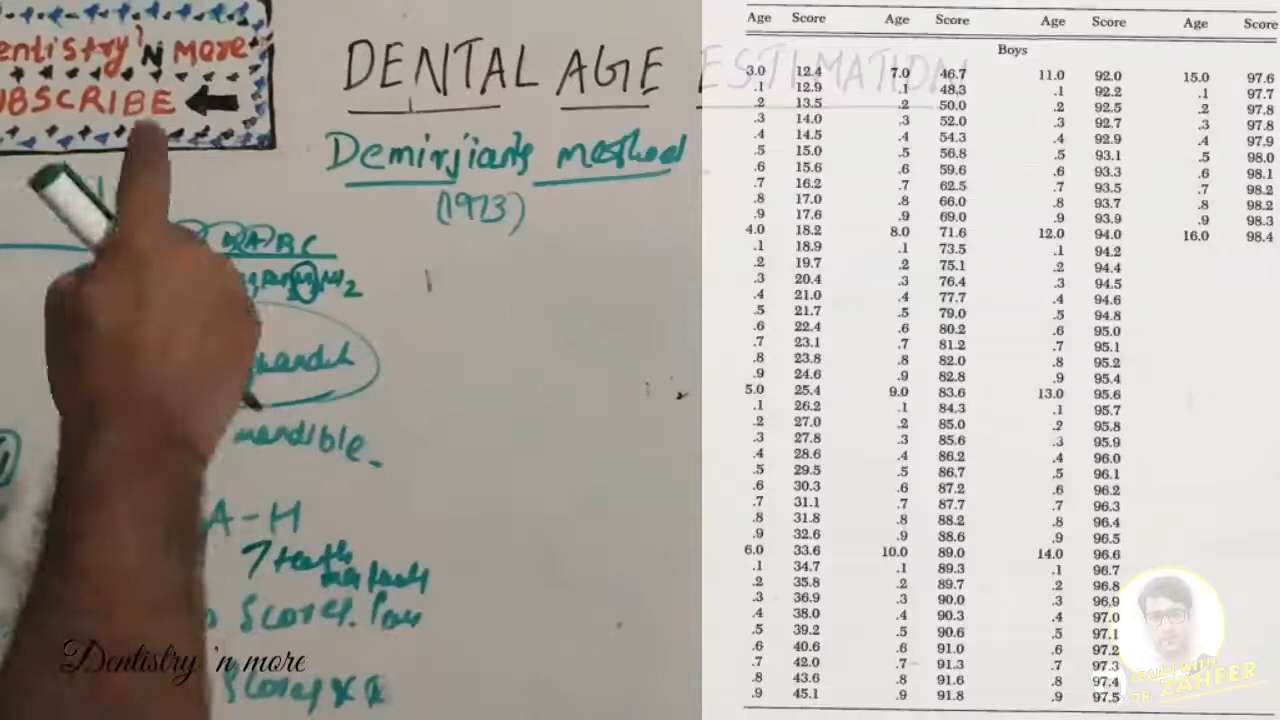 entistry 'N More
UBSCRIBE
DENTAL AGE ESTIMATION
Demirjian's method
(1973)
mandible
A-H
7 teeth
Scores
Scores
Dentistry 'n more
Age Score Age Score Age Score Age Score
Boys
3.0 12.4 7.0 46.7 11.0 92.0 15.0 97.6
.1 12.9 .1 48.3 .1 92.2 .1 97.7
.2 13.5 .2 50.0 .2 92.5 .2 97.8
.3 14.0 .3 52.0 .3 92.7 .3 97.8
.4 14.5 .4 54.3 .4 92.9 .4 97.9
.5 15.0 .5 56.8 .5 93.1 .5 98.0
.6 15.6 .6 59.6 .6 93.3 .6 98.1
.7 16.2 .7 62.5 .7 93.5 .7 98.2
.8 17.0 .8 66.0 .8 93.7 .8 98.2
.9 17.6 .9 69.0 .9 93.9 .9 98.3
4.0 18.2 8.0 71.6 12.0 94.0 16.0 98.4
.1 18.9 .1 73.5 .1 94.2
.2 19.7 .2 75.1 .2 94.4
.3 20.4 .3 76.4 .3 94.5
.4 21.0 .4 77.7 .4 94.6
.5 21.7 .5 79.0 .5 94.8
.6 22.4 .6 80.2 .6 95.0
.7 23.1 .7 81.2 .7 95.1
.8 23.8 .8 82.0 .8 95.2
.9 24.6 .9 82.8 .9 95.4
5.0 25.4 9.0 83.6 13.0 95.6
.1 26.2 .1 84.3 .1 95.7
.2 27.0 .2 85.0 .2 95.8
.3 27.8 .3 85.6 .3 95.9
.4 28.6 .4 86.2 .4 96.0
.5 29.5 .5 86.7 .5 96.1
.6 30.3 .6 87.2 .6 96.2
.7 31.1 .7 87.7 .7 96.3
.8 31.8 .8 88.2 .8 96.4
.9 32.6 .9 88.6 .9 96.5
6.0 33.6 10.0 89.0 14.0 96.6
.1 34.7 .1 89.3 .1 96.7
.2 35.8 .2 89.7 .2 96.8
.3 36.9 .3 90.0 .3 96.9
.4 38.0 .4 90.3 .4 97.0
.5 39.2 .5 90.6 .5 97.1
.6 40.6 .6 91.0 .6 97.2
.7 42.0 .7 91.3 .7 97.3
.8 43.6 .8 91.6 .8 97.4
.9 45.1 .9 91.8 .9 97.5
LEARN WITH
DR. ZAHEER